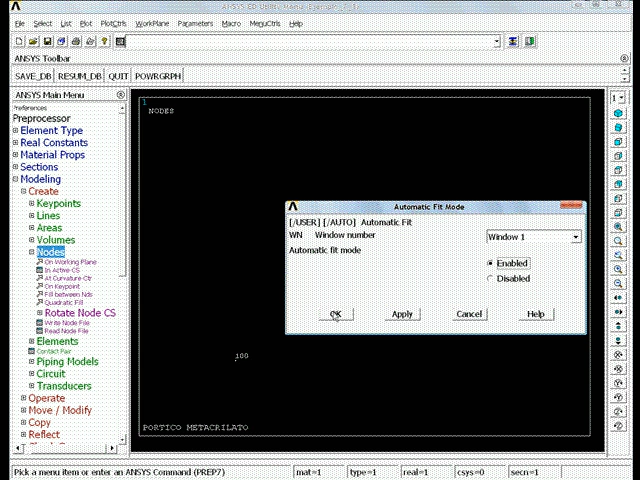 ANSYS ED Utility Menu
File Select List Plot PlotCtrls WorkPlane Parameters Macro MenuCtrls Help
ANSYS Toolbar
SAVE_DB RESUM_DB QUIT POWRGRPH
ANSYS Main Menu
Preferences
Preprocessor
Element Type
Real Constants
Material Props
Sections
Modeling
Create
Keypoints
Lines
Areas
Volumes
Nodes
On Working Plane
In Active CS
At Curvature Ctr
On Keypoint
Fill between Nds
Quadratic Fill
Rotate Node CS
Write Node File
Read Node File
Elements
Contact Pair
Piping Models
Circuit
Transducers
Operate
Move / Modify
Copy
Reflect
1
NODES
100
PORTICO METACRILATO
Automatic Fit Mode
[/USER] [/AUTO] Automatic Fit
WN Window number
Window 1
Automatic fit mode
Enabled
Disabled
OK Apply Cancel Help
1
Pick a menu item or enter an ANSYS Command (PREP7)
mat=1 type=1 real=1 csys=0 secn=1